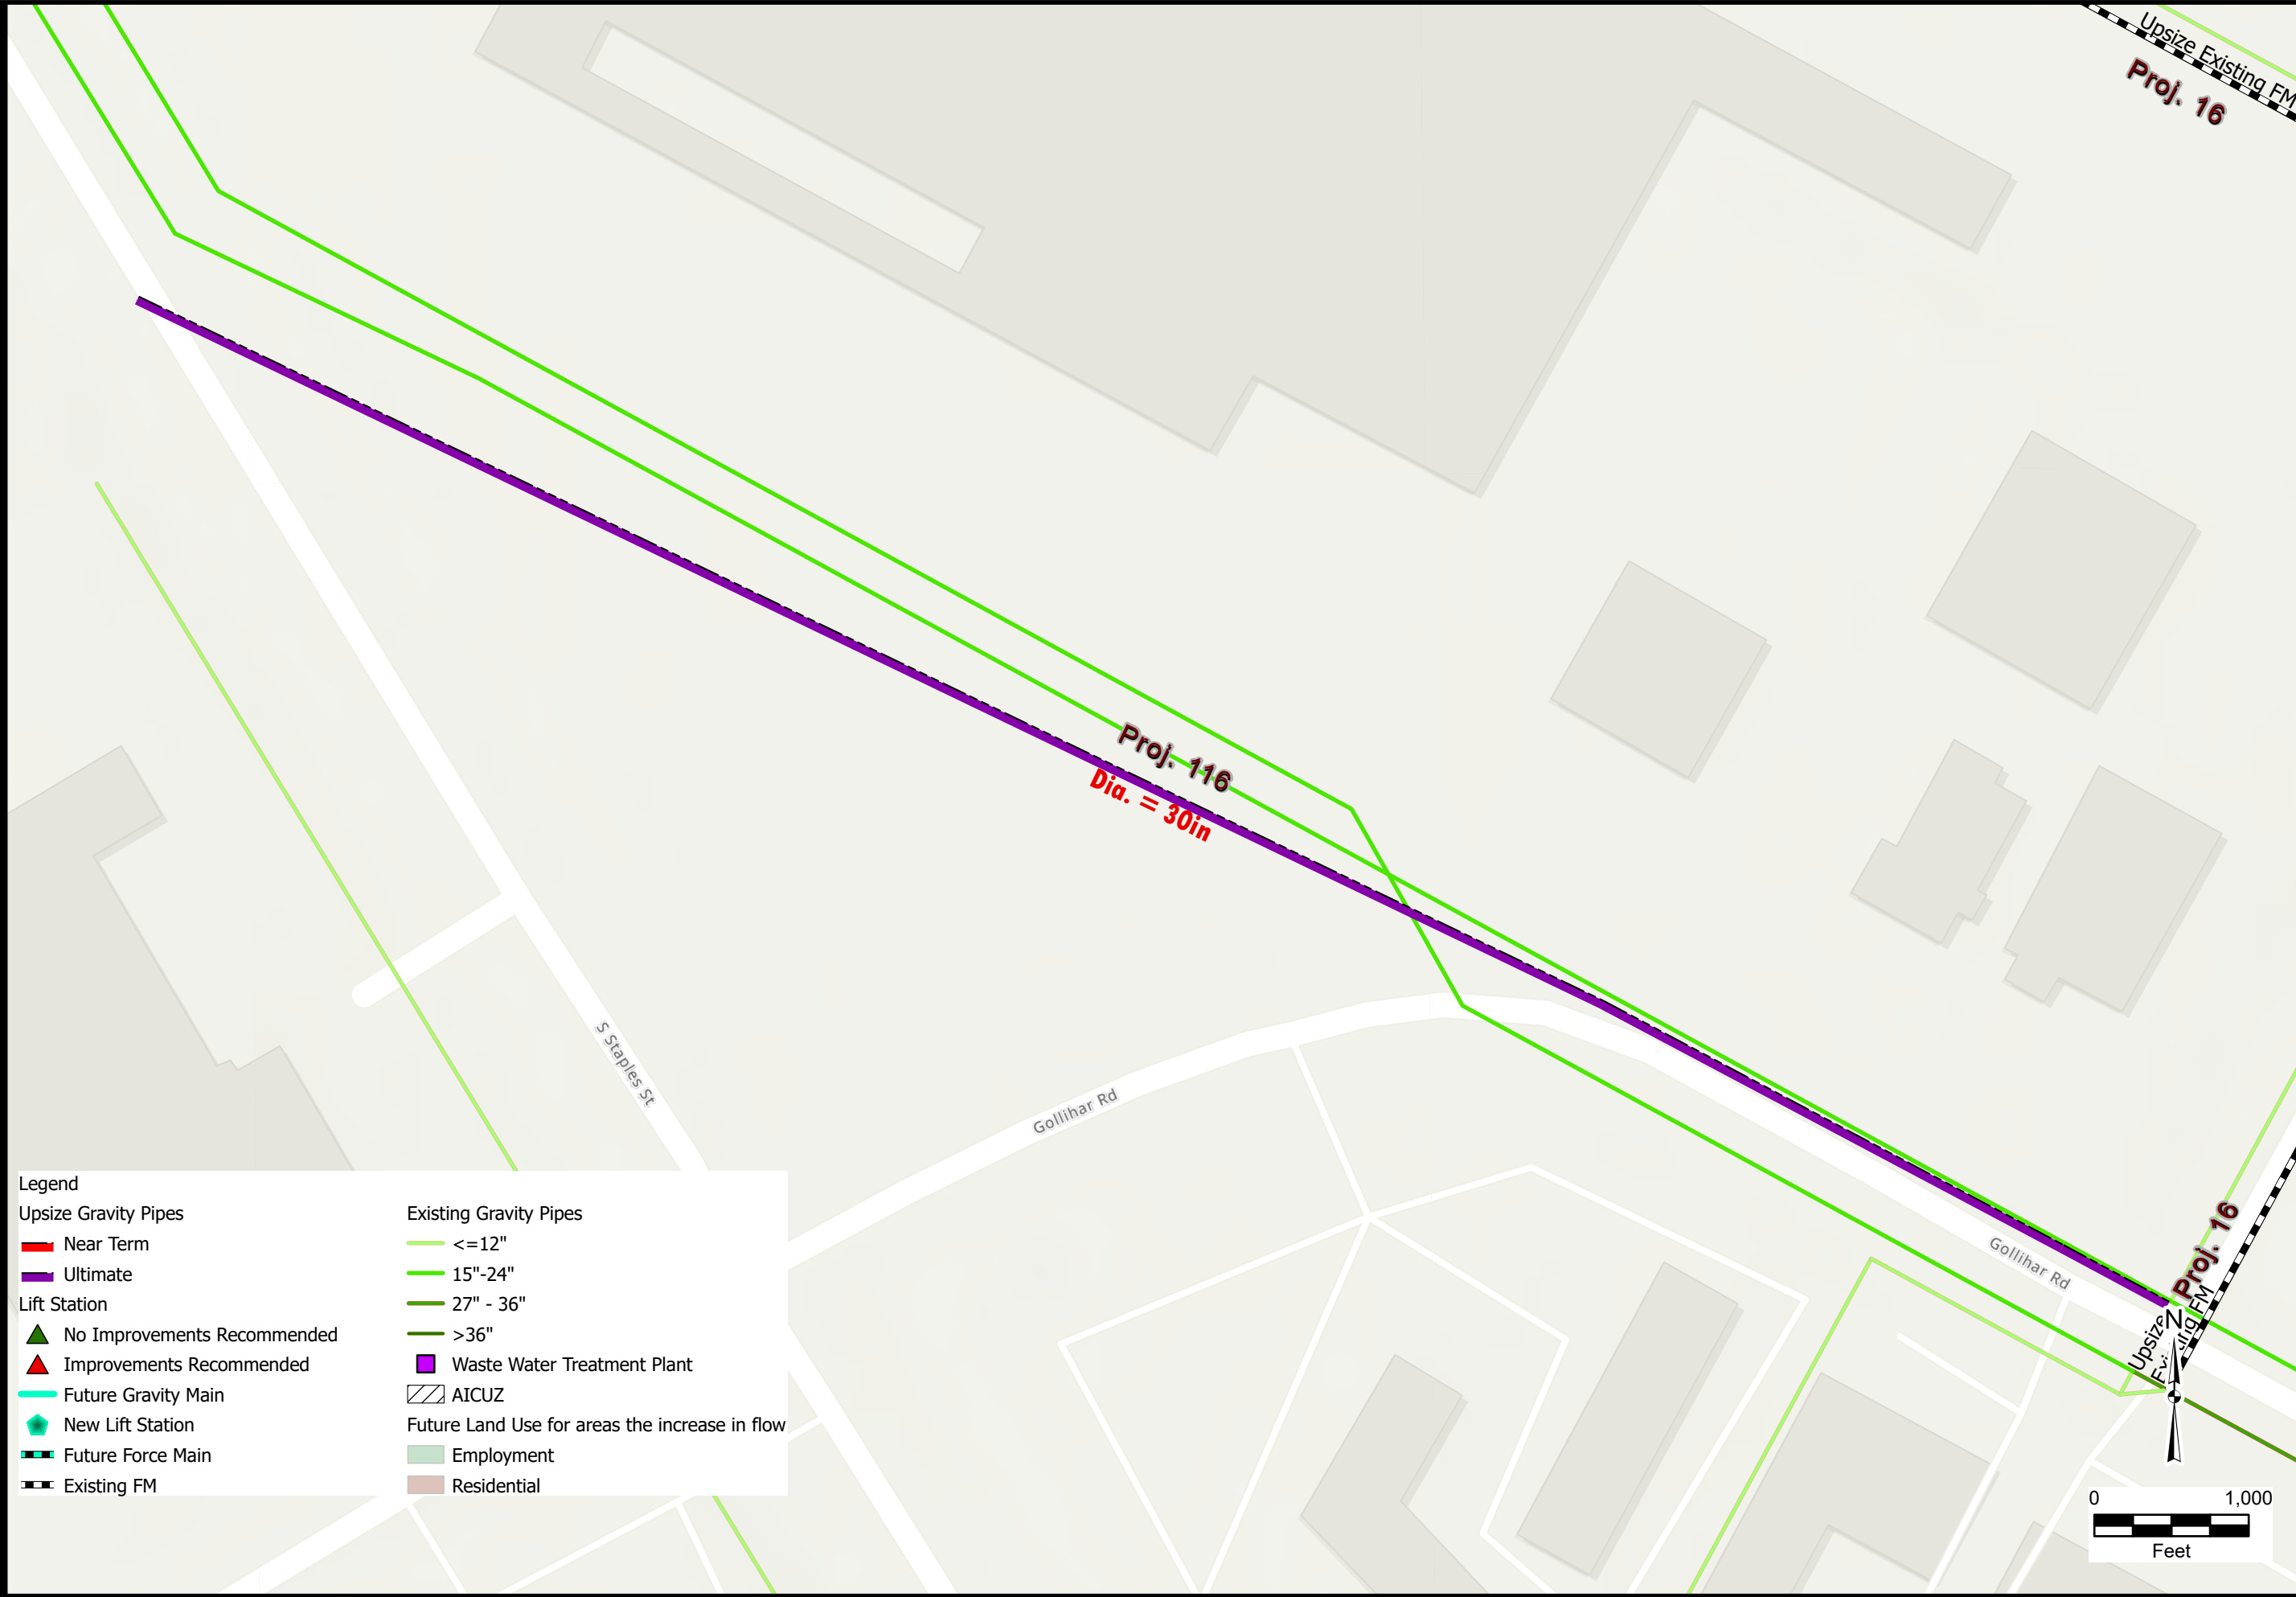 Upsize Existing FM
Proj. 16
Proj. 116
Dia. = 30in
S Staples St
Gollihar Rd
Gollihar Rd
Proj. 16
Upsize
Existing FM
N
Legend
Upsize Gravity Pipes
Near Term
Ultimate
Lift Station
No Improvements Recommended
Improvements Recommended
Future Gravity Main
New Lift Station
Future Force Main
Existing FM
Existing Gravity Pipes
<=12"
15"-24"
27" - 36"
>36"
Waste Water Treatment Plant
AICUZ
Future Land Use for areas the increase in flow
Employment
Residential
0 1,000
Feet